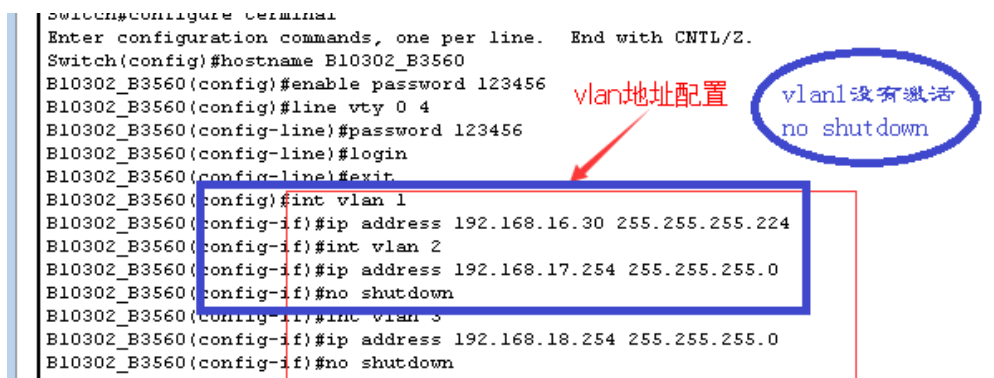 Switch#configure terminal
Enter configuration commands, one per line.  End with CNTL/Z.
Switch(config)#hostname B10302_B3560
B10302_B3560(config)#enable password 123456
B10302_B3560(config)#line vty 0 4
B10302_B3560(config-line)#password 123456
B10302_B3560(config-line)#login
B10302_B3560(config-line)#exit
B10302_B3560(config)#int vlan 1
B10302_B3560(config-if)#ip address 192.168.16.30 255.255.255.224
B10302_B3560(config-if)#int vlan 2
B10302_B3560(config-if)#ip address 192.168.17.254 255.255.255.0
B10302_B3560(config-if)#no shutdown
B10302_B3560(config-if)#int vlan 3
B10302_B3560(config-if)#ip address 192.168.18.254 255.255.255.0
B10302_B3560(config-if)#no shutdown
vlan地址配置
vlan1没有激活
no shutdown